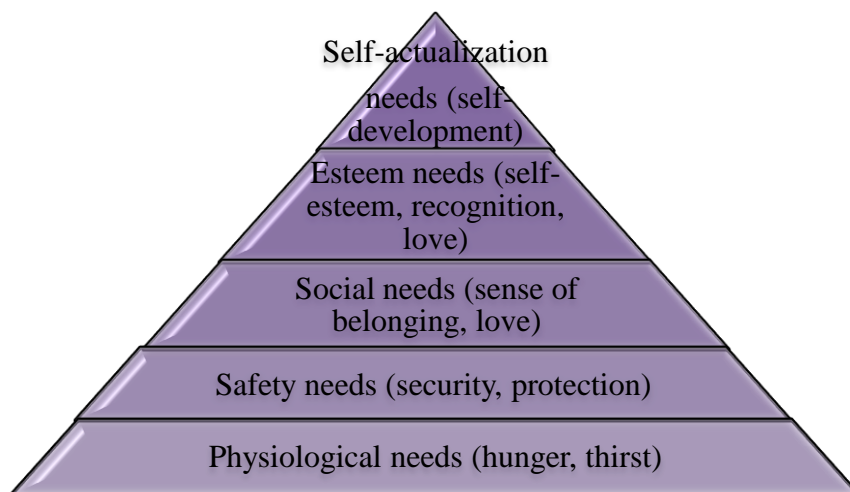 Self-actualization
needs (self-
development)
Esteem needs (self-
esteem, recognition,
love)
Social needs (sense of
belonging, love)
Safety needs (security, protection)
Physiological needs (hunger, thirst)